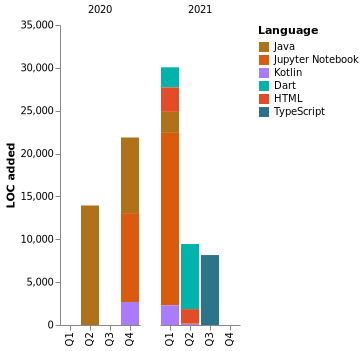 2020 2021
Language
Java
Jupyter Notebook
Kotlin
Dart
HTML
TypeScript
LOC added
35,000
30,000
25,000
20,000
15,000
10,000
5,000
0
Q1 Q2 Q3 Q4 Q1 Q2 Q3 Q4